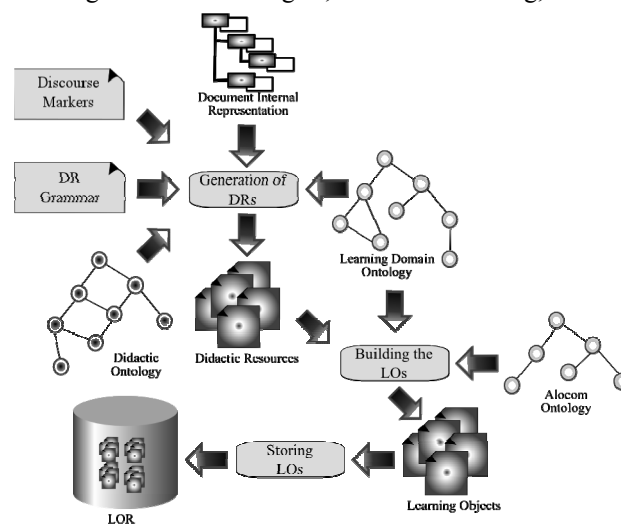 Discourse
Markers
Document Internal
Representation
DR
Grammar
Generation of
DRs
Learning Domain
Ontology
Didactic
Ontology
Didactic Resources
Building the
LOs
Alocom
Ontology
Storing
LOs
Learning Objects
LOR